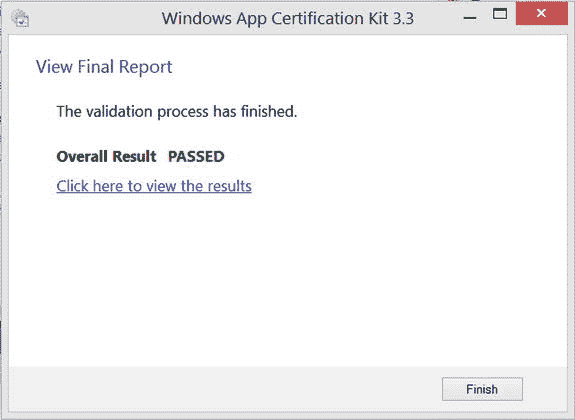 Windows App Certification Kit 3.3
View Final Report
The validation process has finished.
Overall Result PASSED
Click here to view the results
Finish